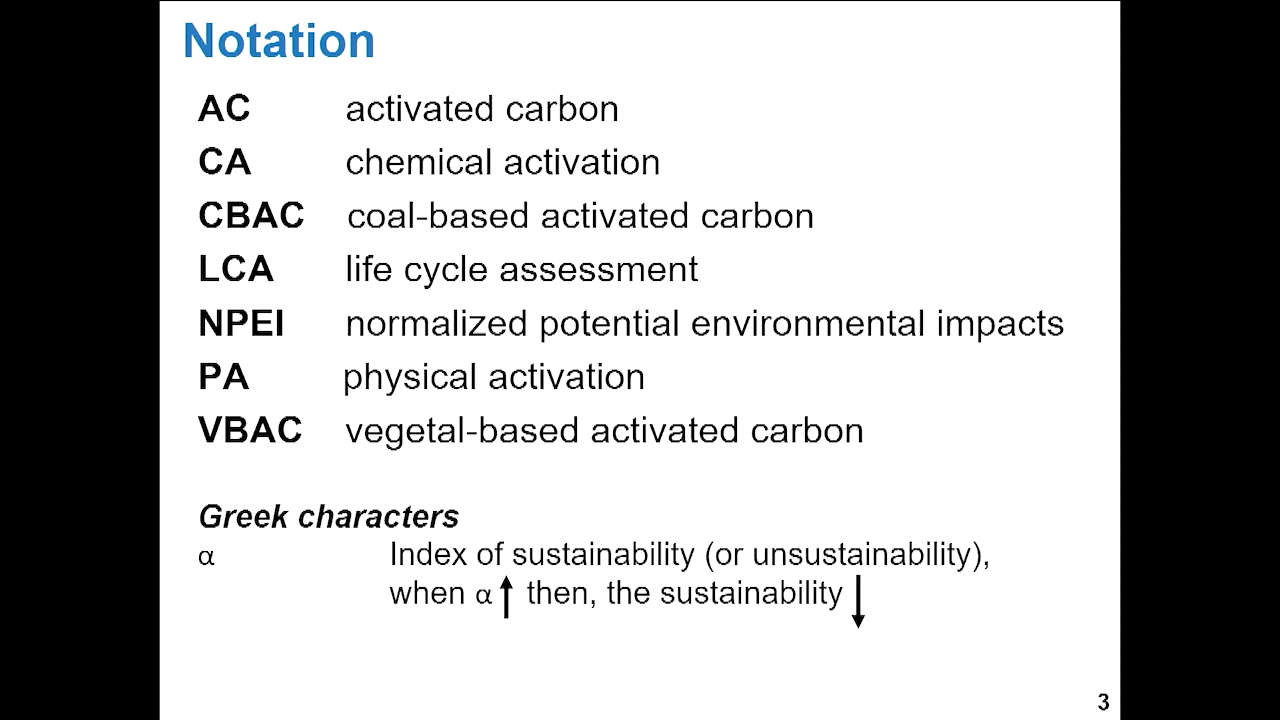 Notation
AC activated carbon
CA chemical activation
CBAC coal-based activated carbon
LCA life cycle assessment
NPEI normalized potential environmental impacts
PA physical activation
VBAC vegetal-based activated carbon
Greek characters
α Index of sustainability (or unsustainability),
when α ↑ then, the sustainability ↓
3